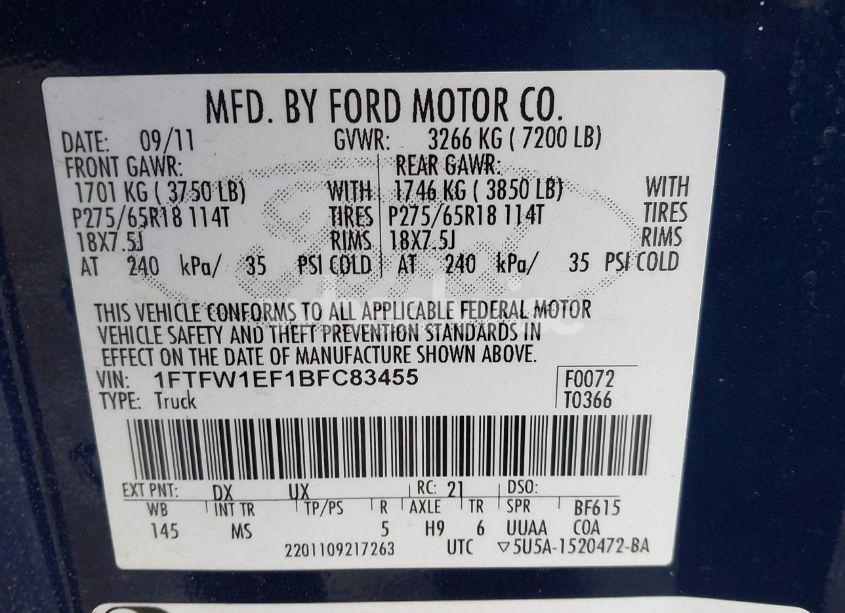 MFD. BY FORD MOTOR CO.
DATE: 09/11 GVWR: 3266 KG ( 7200 LB)
FRONT GAWR: REAR GAWR:
1701 KG ( 3750 LB) WITH 1746 KG ( 3850 LB) WITH
P275/65R18 114T TIRES P275/65R18 114T TIRES
18X7.5J RIMS 18X7.5J RIMS
AT 240 kPa/ 35 PSI COLD AT 240 kPa/ 35 PSI COLD
THIS VEHICLE CONFORMS TO ALL APPLICABLE FEDERAL MOTOR
VEHICLE SAFETY AND THEFT PREVENTION STANDARDS IN
EFFECT ON THE DATE OF MANUFACTURE SHOWN ABOVE.
VIN: 1FTFW1EF1BFC83455 F0072
TYPE: Truck T0366
EXT PNT: DX UX RC: 21 DSO:
WB INT TR TP/PS R AXLE TR SPR BF615
145 MS 5 H9 6 UUAA COA
2201109217263 UTC ▽5U5A-1520472-BA